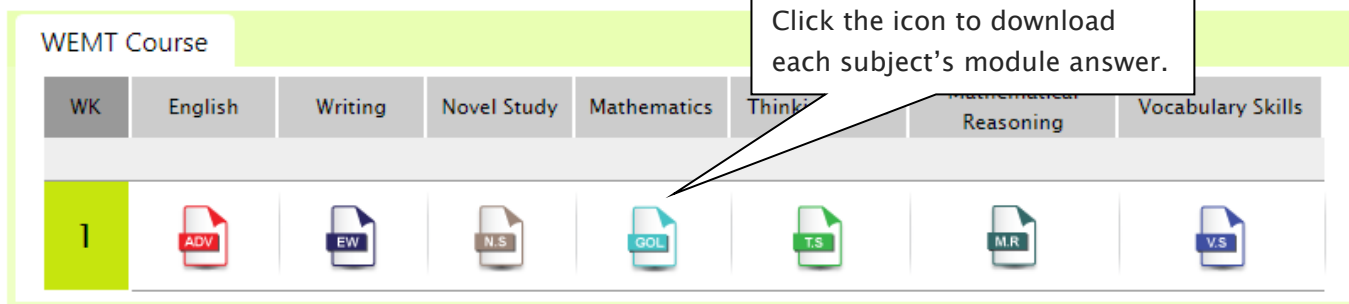 Click the icon to download
each subject's module answer.
WEMT Course
WK English Writing Novel Study Mathematics Reasoning Vocabulary Skills
1 ADV EW N.S GOL T.S M.R V.S